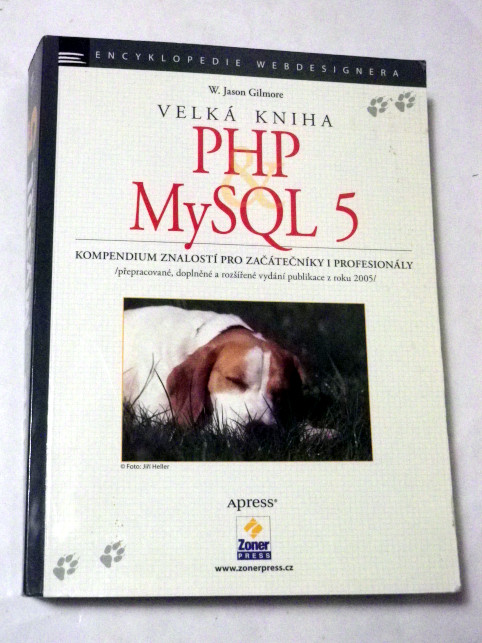 ENCYKLOPEDIE WEBDESIGNERA
W. Jason Gilmore
VELKÁ KNIHA
PHP
&
MySQL 5
KOMPENDIUM ZNALOSTÍ PRO ZAČÁTEČNÍKY I PROFESIONÁLY
/přepracované, doplněné a rozšířené vydání publikace z roku 2005/
© Foto: Jiří Heller
Apress®
Zoner
PRESS
www.zonerpress.cz